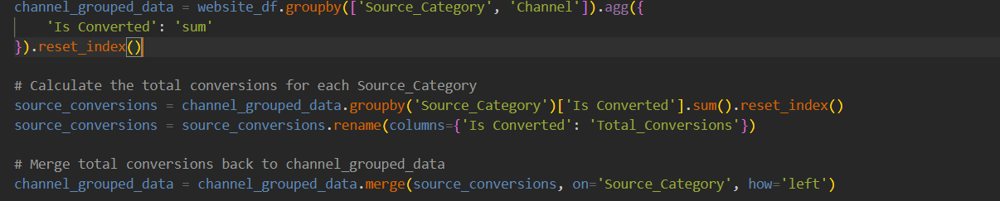 channel_grouped_data = website_df.groupby(['Source_Category', 'Channel']).agg({
    'Is Converted': 'sum'
}).reset_index()
# Calculate the total conversions for each Source_Category
source_conversions = channel_grouped_data.groupby('Source_Category')['Is Converted'].sum().reset_index()
source_conversions = source_conversions.rename(columns={'Is Converted': 'Total_Conversions'})
# Merge total conversions back to channel_grouped_data
channel_grouped_data = channel_grouped_data.merge(source_conversions, on='Source_Category', how='left')